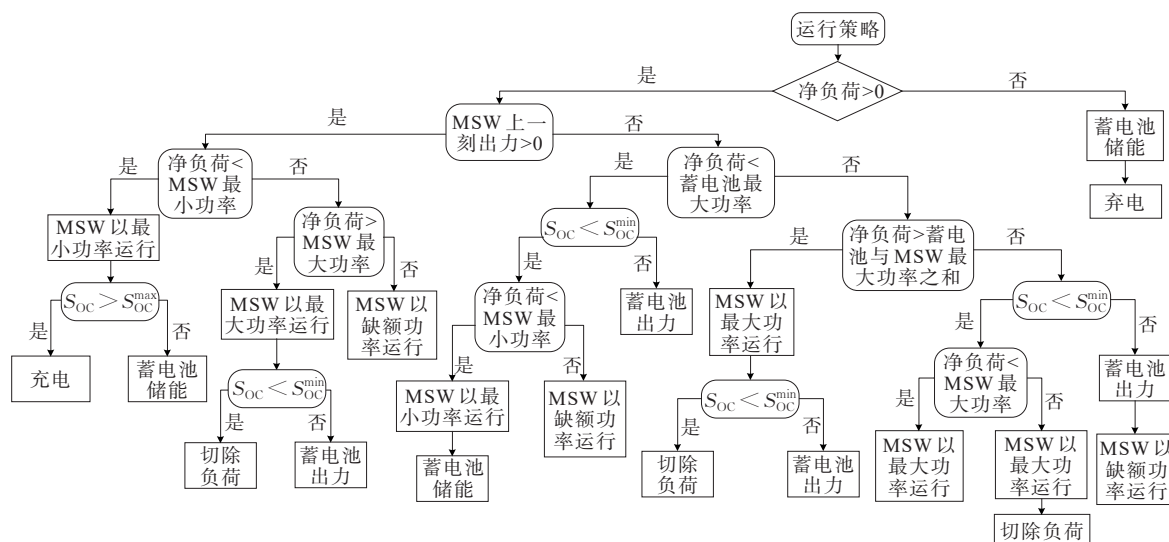 运行策略
净负荷>0
是
否
MSW上一
刻出力>0
蓄电池
储能
弃电
是
否
净负荷<
MSW最
小功率
净负荷<
蓄电池最
大功率
是
否
是
否
MSW以最
小功率运行
净负荷>
MSW最
大功率
S_OC < S_OC^min
净负荷>蓄电
池与MSW最
大功率之和
是
否
是
否
是
否
S_OC > S_OC^max
MSW以最
大功率运行
MSW以
缺额功
率运行
净负荷<
MSW最
小功率
蓄电池
出力
MSW以
最大功
率运行
S_OC < S_OC^min
是
否
是
否
是
否
充电
蓄电池
储能
S_OC < S_OC^min
MSW以最
小功率运行
MSW以
缺额功
率运行
S_OC < S_OC^min
净负荷<
MSW最
大功率
蓄电池
出力
是
否
是
否
是
否
否
切除
负荷
蓄电池
出力
蓄电池
储能
切除
负荷
蓄电池
出力
MSW以
最大功
率运行
MSW以
最大功
率运行
MSW以
缺额功
率运行
切除负荷